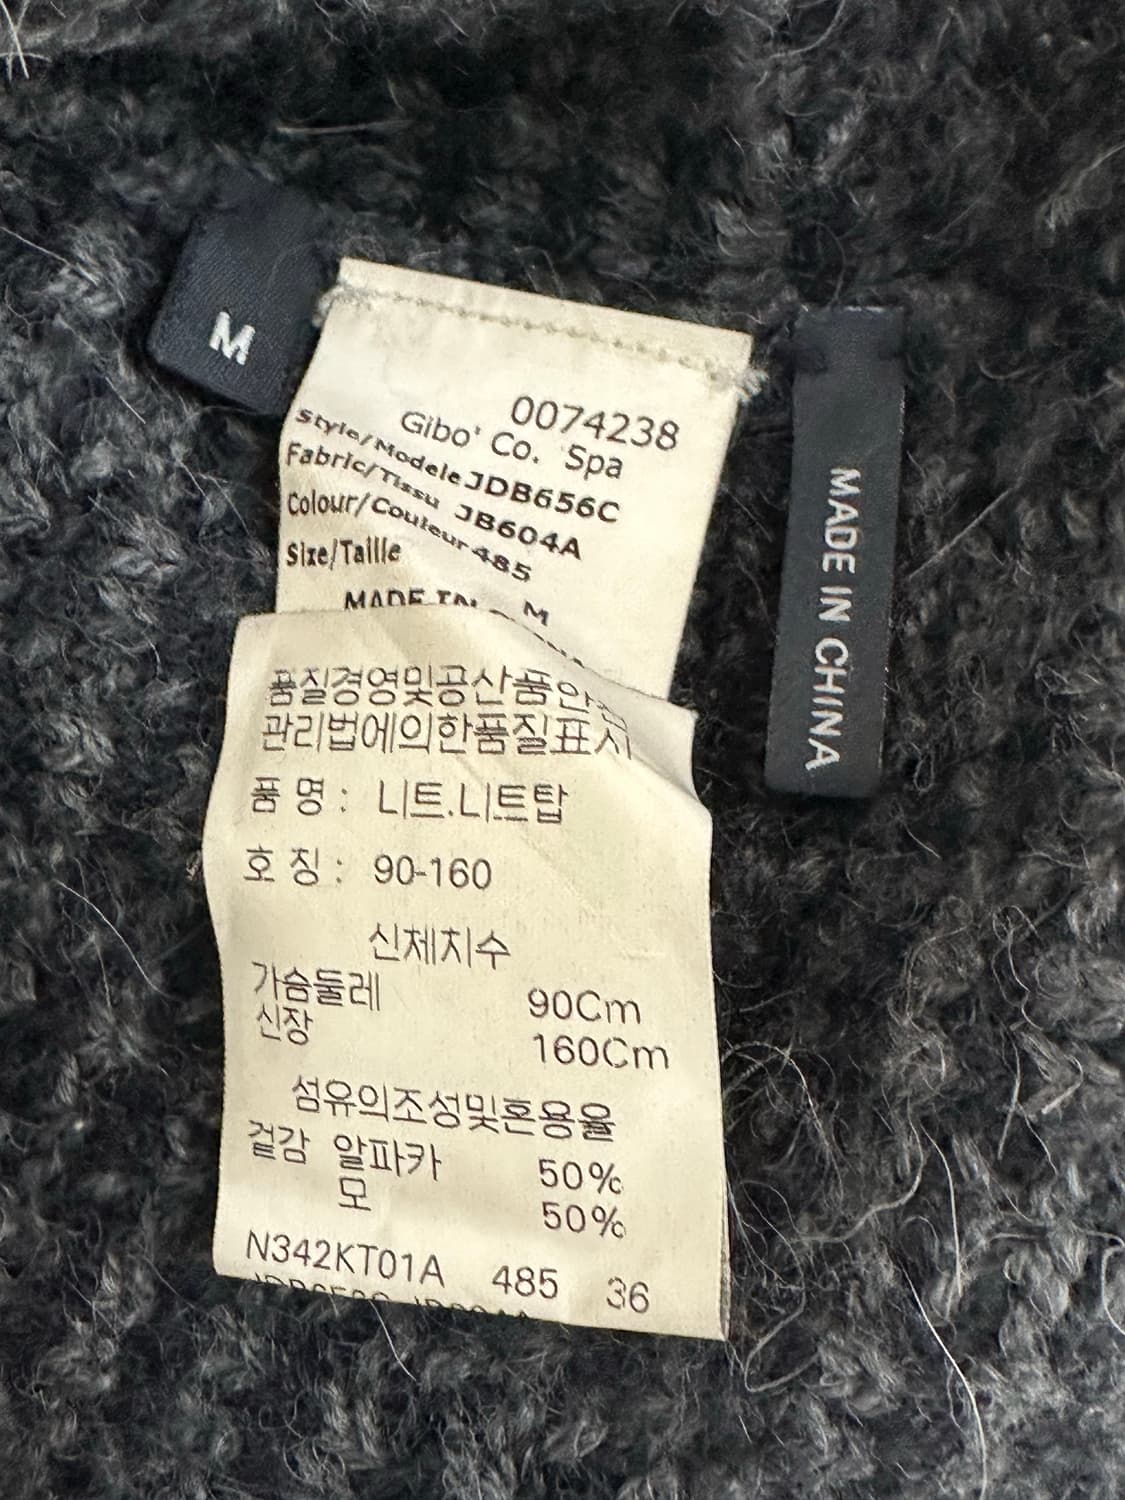 M
0074238
Gibo' Co. Spa
Style/Modele JDB656C
Fabric/Tissu JB604A
Colour/Couleur 485
Size/Taille M
MADE IN
품질경영및공산품안
관리법에의한품질표시
품 명 : 니트.니트탑
호 칭 : 90-160
신체치수
가슴둘레 90Cm
신장 160Cm
섬유의조성및혼용율
겉감 알파카 50%
모 50%
N342KT01A 485 36
MADE IN CHINA